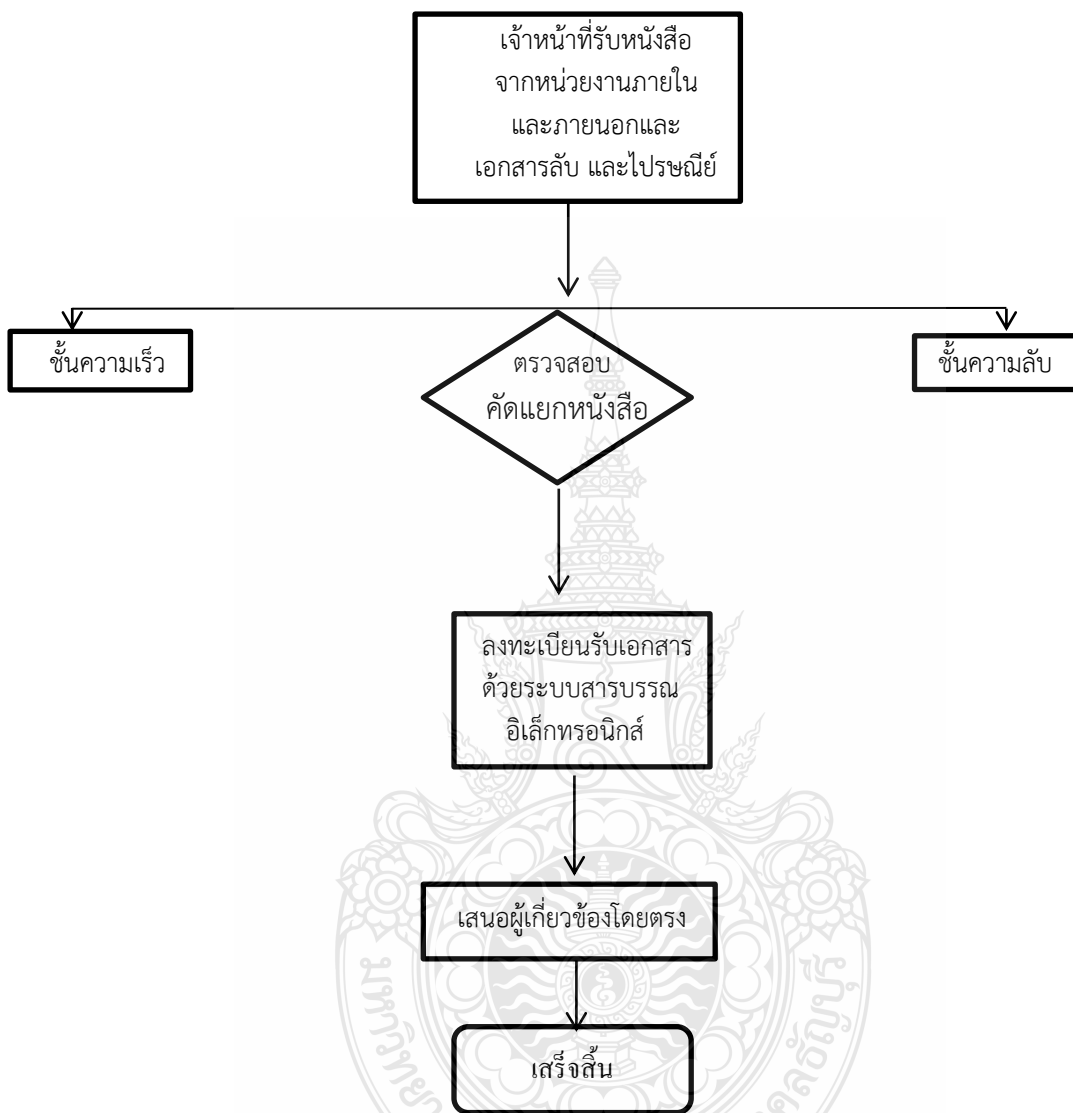 เจ้าหน้าที่รับหนังสือ
จากหน่วยงานภายใน
และภายนอกและ
เอกสารลับ และไปรษณีย์
ชั้นความเร็ว
ตรวจสอบ
คัดแยกหนังสือ
ชั้นความลับ
ลงทะเบียนรับเอกสาร
ด้วยระบบสารบรรณ
อิเล็กทรอนิกส์
เสนอผู้เกี่ยวข้องโดยตรง
เสร็จสิ้น